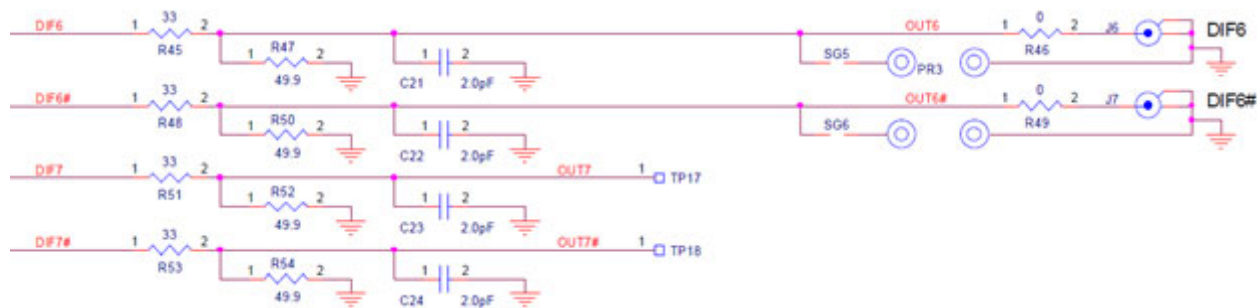 33 0
DIF6 1 2 OUT6 1 2 J6 DIF6
R45 R47 SG5 R46
1 2 1 2 PR3
49.9 C21 2.0pF
33 0
DIF6# 1 2 OUT6# 1 2 J7 DIF6#
R48 R50 SG6 R49
1 2 1 2
49.9 C22 2.0pF
33
DIF7 1 2 OUT7 1 TP17
R51 R52
1 2 1 2
49.9 C23 2.0pF
33
DIF7# 1 2 OUT7# 1 TP18
R53 R54
1 2 1 2
49.9 C24 2.0pF